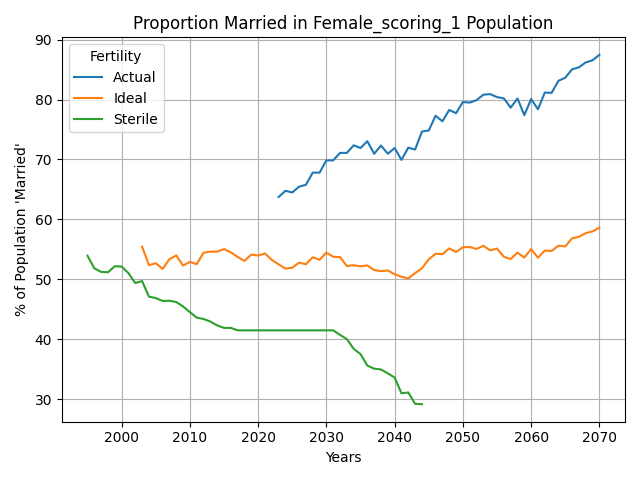 Proportion Married in Female_scoring_1 Population
% of Population 'Married'
90
80
70
60
50
40
30
Fertility
Actual
Ideal
Sterile
2000 2010 2020 2030 2040 2050 2060 2070
Years